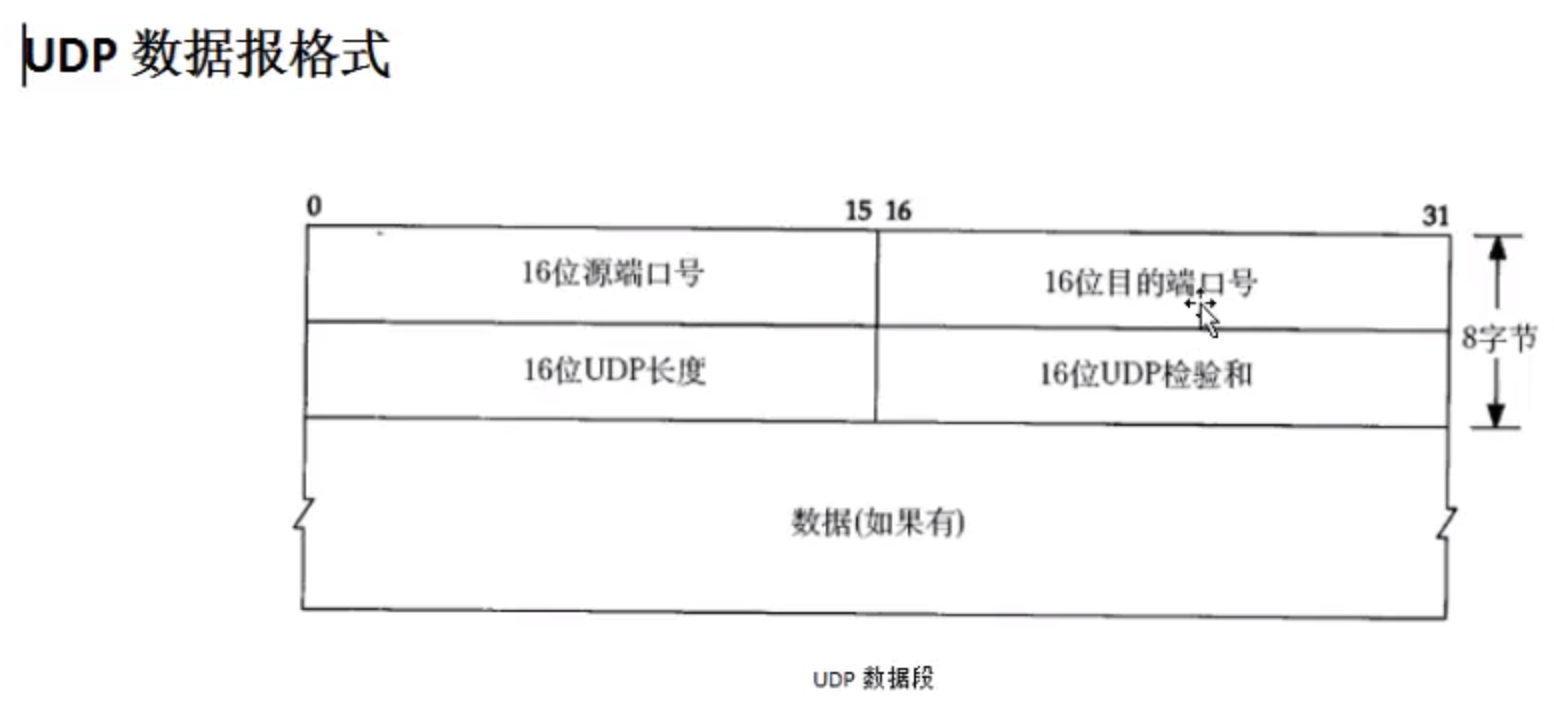 UDP 数据报格式
0 15 16 31
16位源端口号 16位目的端口号
8字节
16位UDP长度 16位UDP检验和
数据(如果有)
UDP 数据段